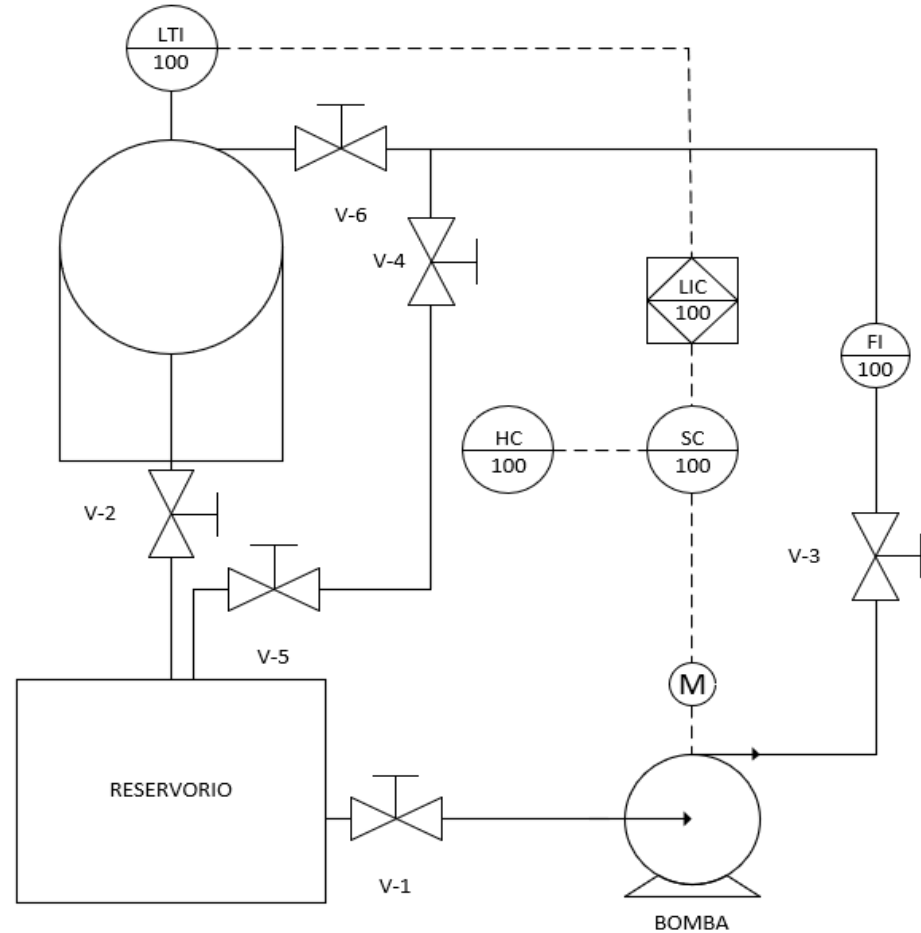 LTI
100
V-6
V-4
LIC
100
FI
100
HC
100
SC
100
V-2
V-3
V-5
M
RESERVORIO
V-1
BOMBA